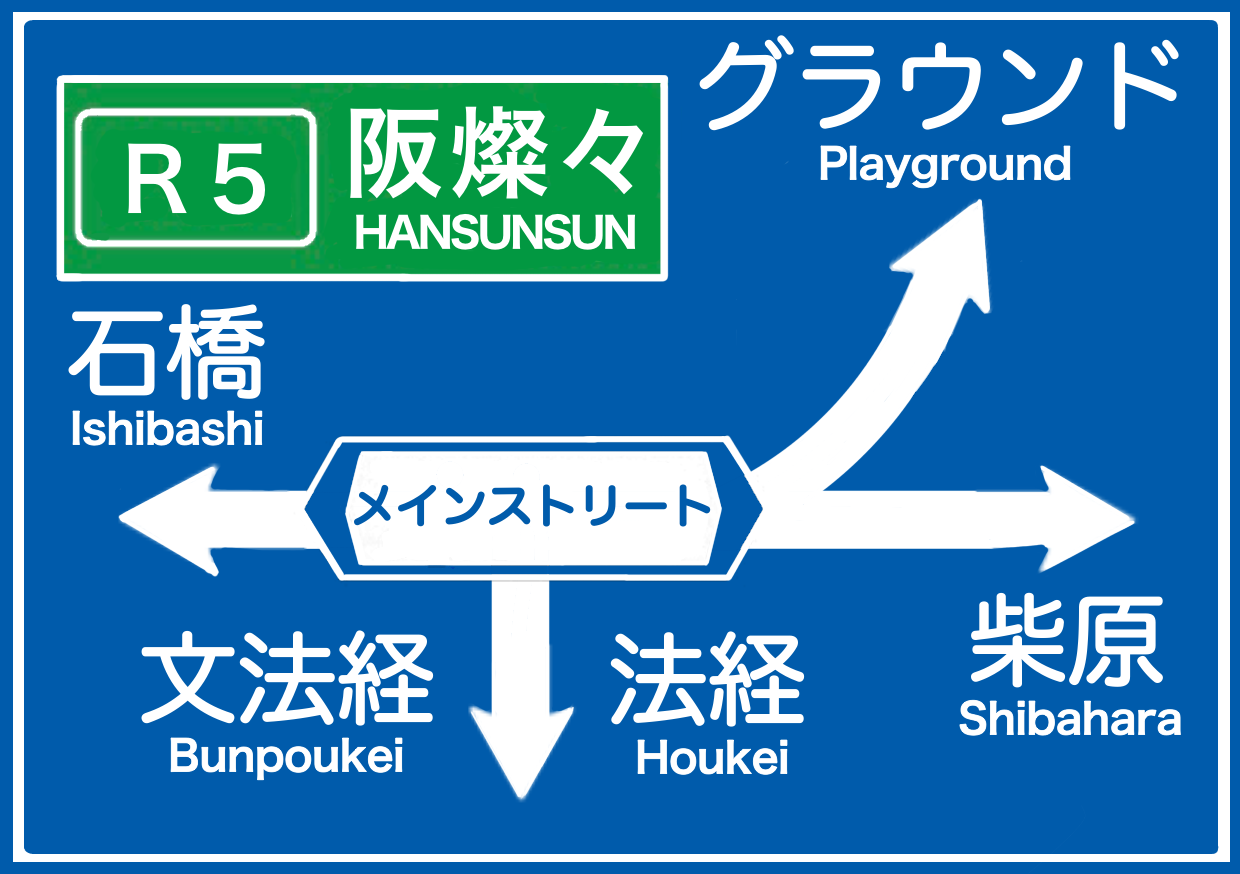 グラウンド
Playground
R5
阪燦々
HANSUNSUN
石橋
Ishibashi
メインストリート
文法経
Bunpoukei
法経
Houkei
柴原
Shibahara